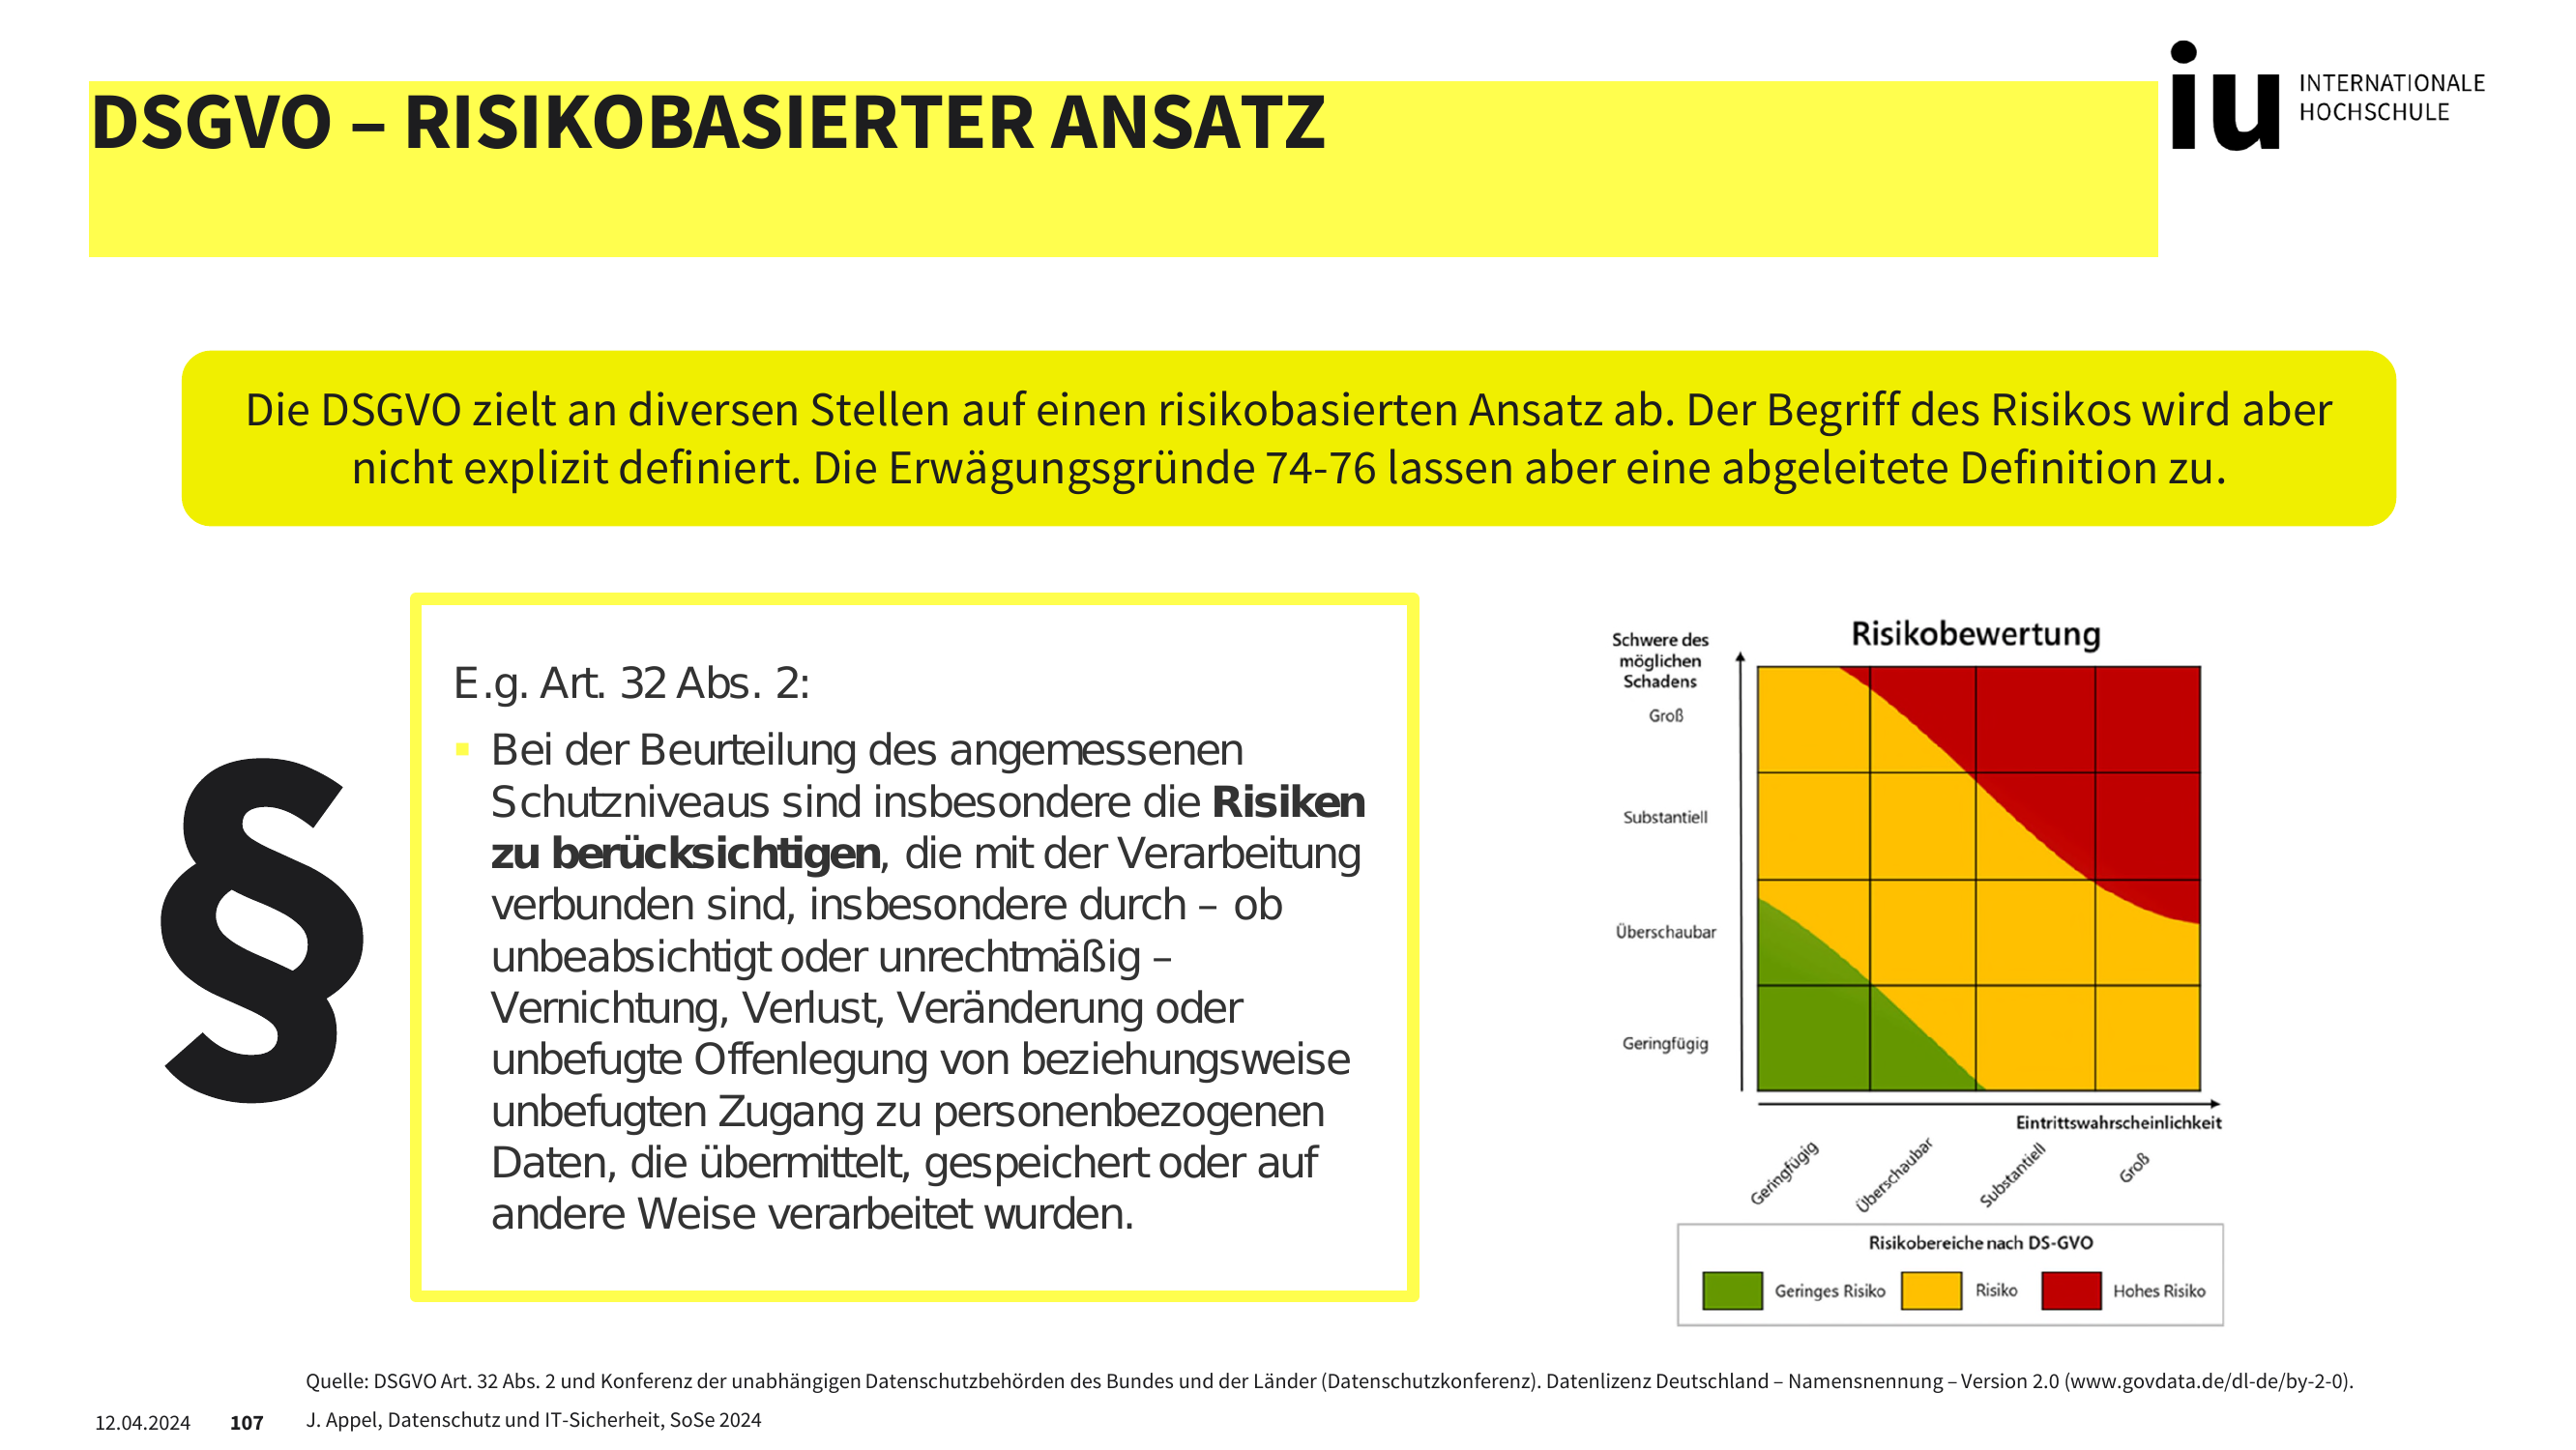 DSGVO – RISIKOBASIERTER ANSATZ
iu INTERNATIONALE
HOCHSCHULE
Die DSGVO zielt an diversen Stellen auf einen risikobasierten Ansatz ab. Der Begriff des Risikos wird aber
nicht explizit definiert. Die Erwägungsgründe 74-76 lassen aber eine abgeleitete Definition zu.
§
E.g. Art. 32 Abs. 2:
Bei der Beurteilung des angemessenen
Schutzniveaus sind insbesondere die Risiken
zu berücksichtigen, die mit der Verarbeitung
verbunden sind, insbesondere durch – ob
unbeabsichtigt oder unrechtmäßig –
Vernichtung, Verlust, Veränderung oder
unbefugte Offenlegung von beziehungsweise
unbefugten Zugang zu personenbezogenen
Daten, die übermittelt, gespeichert oder auf
andere Weise verarbeitet wurden.
Risikobewertung
Schwere des
möglichen
Schadens
Groß
Substantiell
Überschaubar
Geringfügig
Eintrittswahrscheinlichkeit
Geringfügig
Überschaubar
Substantiell
Groß
Risikobereiche nach DS-GVO
Geringes Risiko
Risiko
Hohes Risiko
Quelle: DSGVO Art. 32 Abs. 2 und Konferenz der unabhängigen Datenschutzbehörden des Bundes und der Länder (Datenschutzkonferenz). Datenlizenz Deutschland – Namensnennung – Version 2.0 (www.govdata.de/dl-de/by-2-0).
12.04.2024 107 J. Appel, Datenschutz und IT-Sicherheit, SoSe 2024